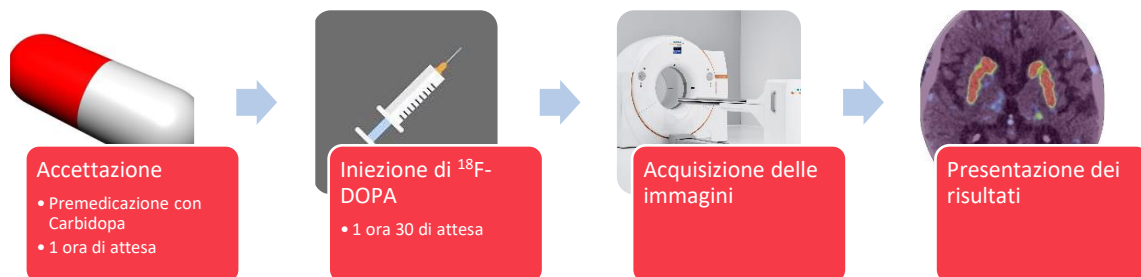 Accettazione
• Premedicazione con
Carbidopa
• 1 ora di attesa
Iniezione di ¹⁸F-
DOPA
• 1 ora 30 di attesa
Acquisizione delle
immagini
Presentazione dei
risultati